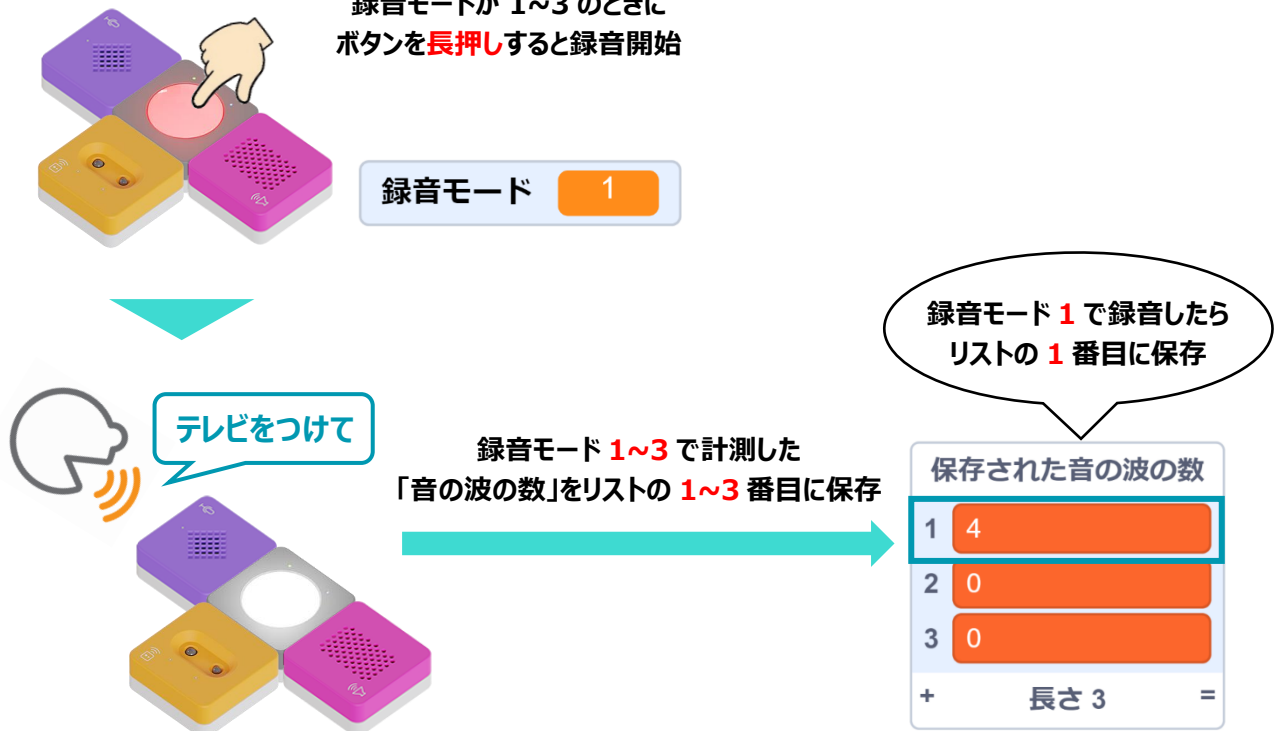 録音モードが 1~3 のときに
ボタンを長押しすると録音開始
録音モード 1
テレビをつけて
録音モード 1~3 で計測した
「音の波の数」をリストの 1~3 番目に保存
録音モード 1 で録音したら
リストの 1 番目に保存
保存された音の波の数
1 4
2 0
3 0
+ 長さ 3 =